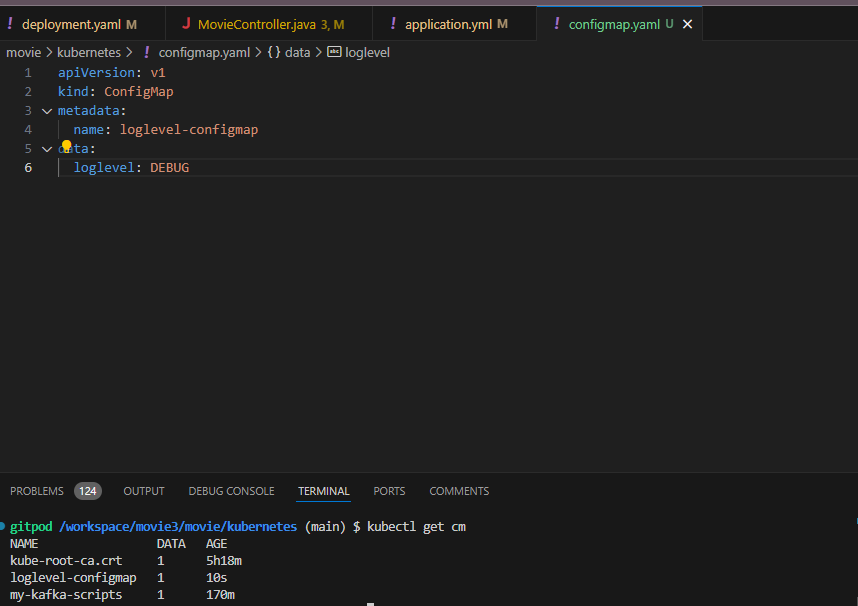 ! deployment.yaml M
J MovieController.java 3, M
! application.yml M
! configmap.yaml U ×
movie > kubernetes > ! configmap.yaml > {} data > abc loglevel
1 apiVersion: v1
2 kind: ConfigMap
3 metadata:
4 name: loglevel-configmap
5 data:
6 loglevel: DEBUG
PROBLEMS 124 OUTPUT DEBUG CONSOLE TERMINAL PORTS COMMENTS
gitpod /workspace/movie3/movie/kubernetes (main) $ kubectl get cm
NAME DATA AGE
kube-root-ca.crt 1 5h18m
loglevel-configmap 1 10s
my-kafka-scripts 1 170m